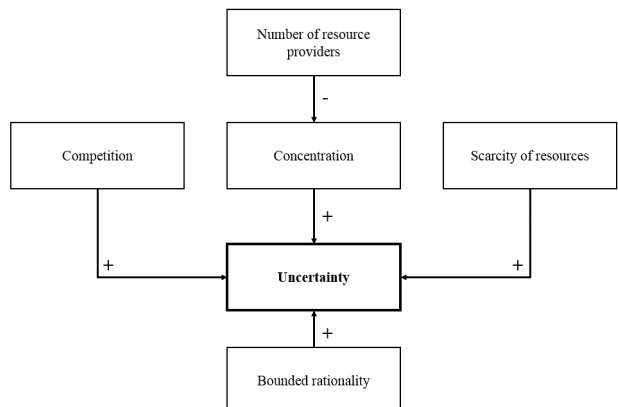 Number of resource
providers
-
Competition
Concentration
Scarcity of resources
+
+
+
Uncertainty
+
Bounded rationality